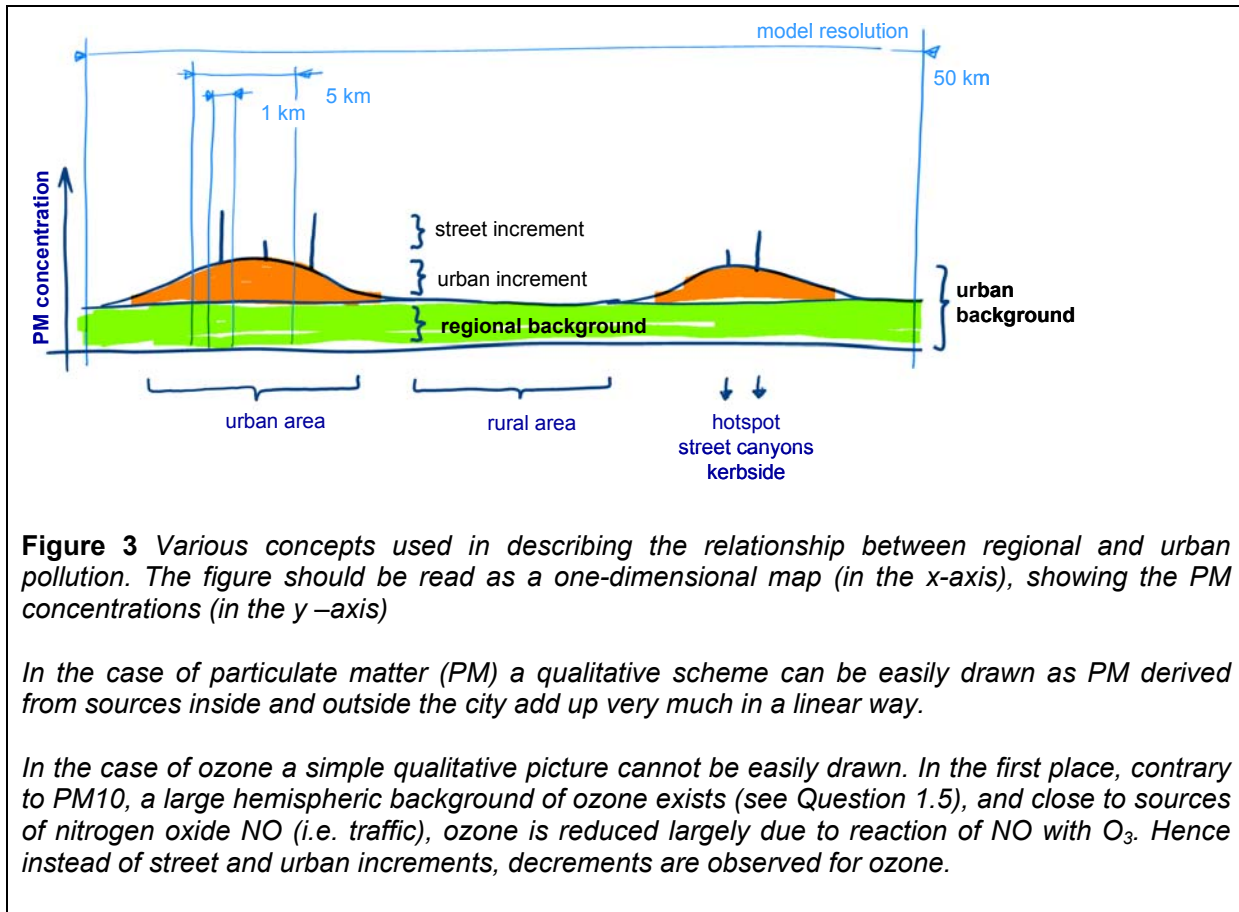 model resolution
50 km
5 km
1 km
PM concentration
street increment
urban increment
regional background
urban
background
urban area
rural area
hotspot
street canyons
kerbside
Figure 3 Various concepts used in describing the relationship between regional and urban
pollution. The figure should be read as a one-dimensional map (in the x-axis), showing the PM
concentrations (in the y –axis)
In the case of particulate matter (PM) a qualitative scheme can be easily drawn as PM derived
from sources inside and outside the city add up very much in a linear way.
In the case of ozone a simple qualitative picture cannot be easily drawn. In the first place, contrary
to PM10, a large hemispheric background of ozone exists (see Question 1.5), and close to sources
of nitrogen oxide NO (i.e. traffic), ozone is reduced largely due to reaction of NO with O₃. Hence
instead of street and urban increments, decrements are observed for ozone.